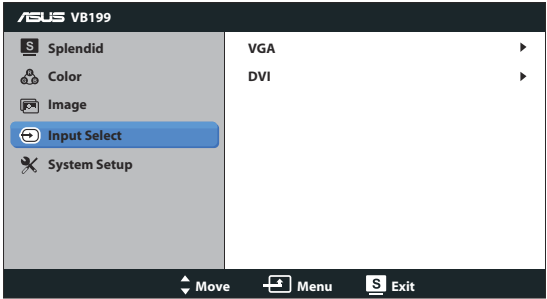 ASUS VB199
S Splendid
Color
Image
Input Select
System Setup
VGA
DVI
Move Menu S Exit